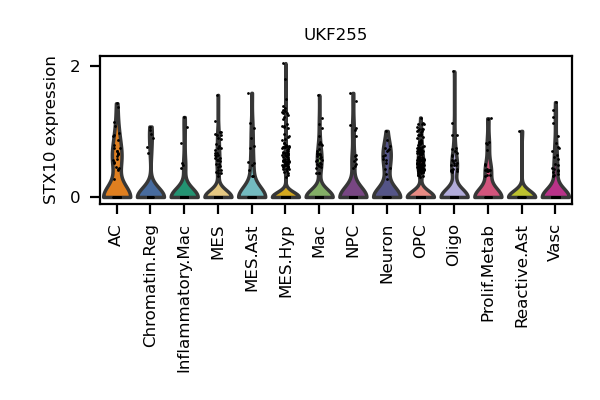 UKF255
STX10 expression
2
0
AC
Chromatin.Reg
Inflammatory.Mac
MES
MES.Ast
MES.Hyp
Mac
NPC
Neuron
OPC
Oligo
Prolif.Metab
Reactive.Ast
Vasc